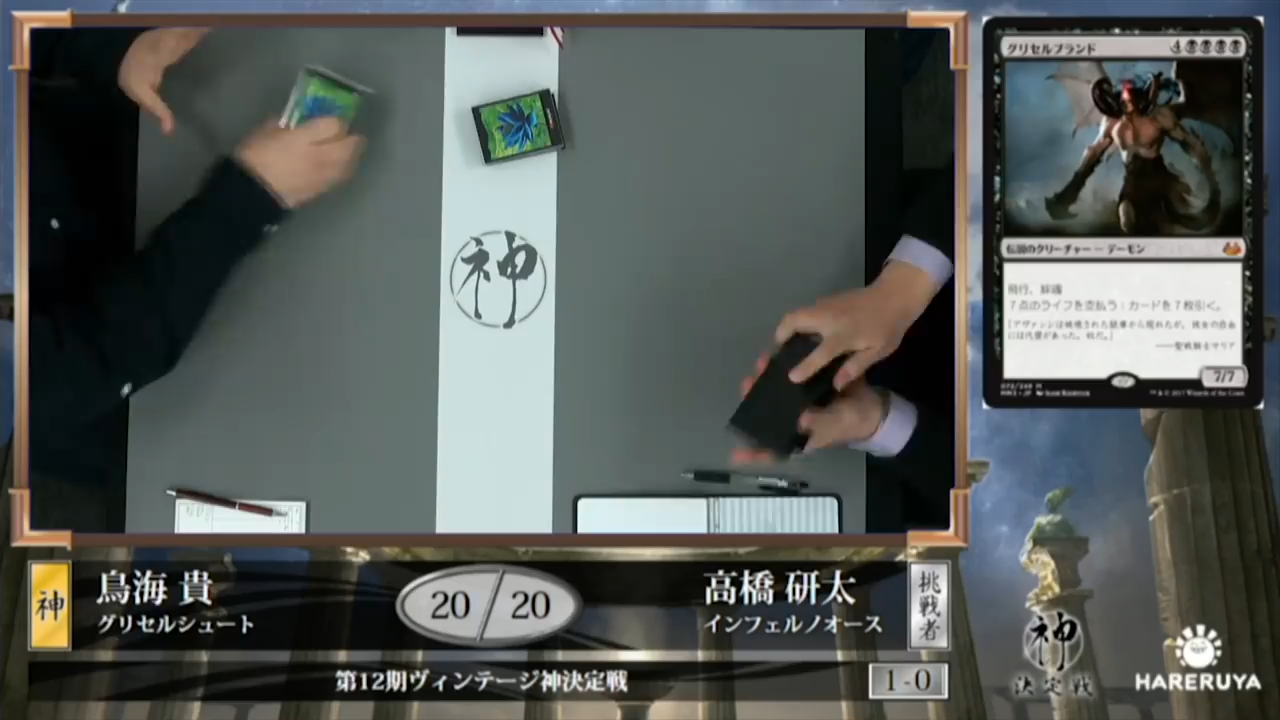 神
グリセルブランド
4
伝説のクリーチャー — デーモン
飛行、絆魂
7点のライフを支払う:カードを7枚引く。
7/7
神
鳥海 貴
グリセルシュート
20 / 20
高橋 研太
インフェルノオース
挑戦者
第12期ヴィンテージ神決定戦
1-0
神
決定戦
HARERUYA